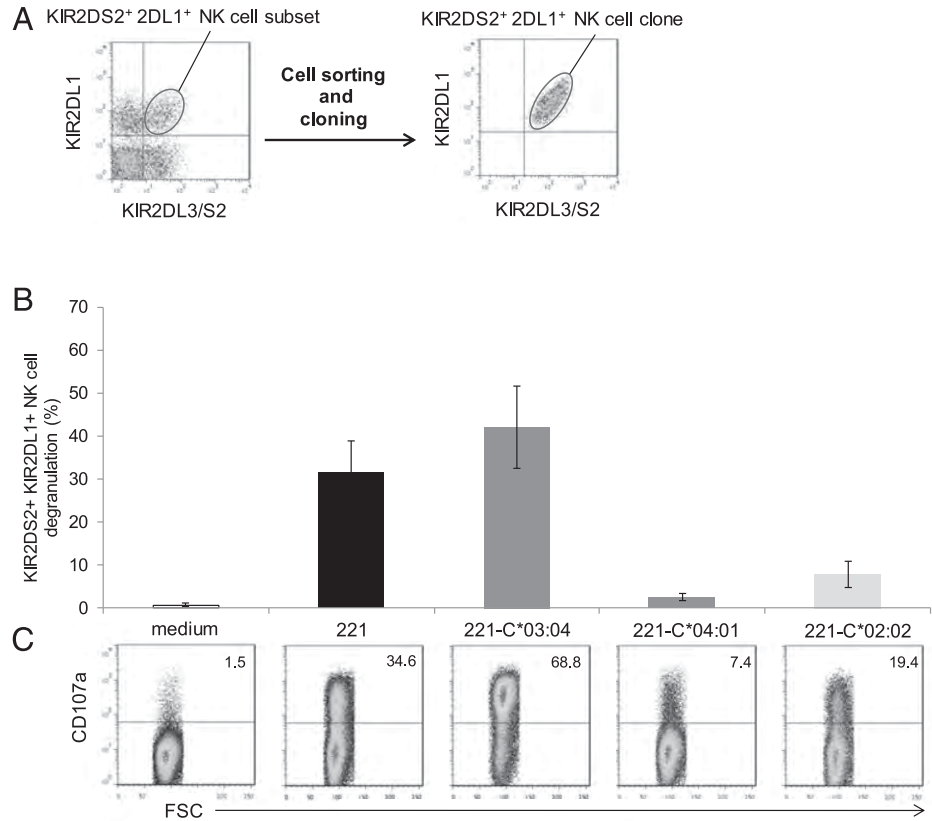 A
KIR2DS2+ 2DL1+ NK cell subset
KIR2DS2+ 2DL1+ NK cell clone
KIR2DL1
Cell sorting
and
cloning
KIR2DL1
KIR2DL3/S2
KIR2DL3/S2
B
KIR2DS2+ KIR2DL1+ NK cell
degranulation (%)
70
60
50
40
30
20
10
0
medium
221
221-C*03:04
221-C*04:01
221-C*02:02
C
CD107a
1.5
34.6
68.8
7.4
19.4
FSC